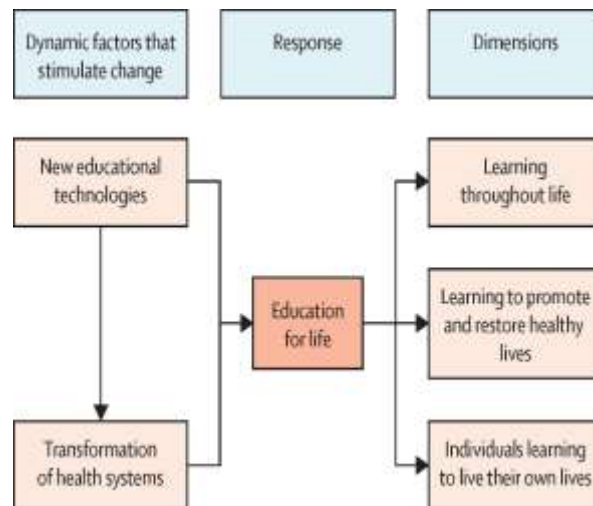 Dynamic factors that
stimulate change
Response
Dimensions
New educational
technologies
Learning
throughout life
Education
for life
Learning to promote
and restore healthy
lives
Transformation
of health systems
Individuals learning
to live their own lives